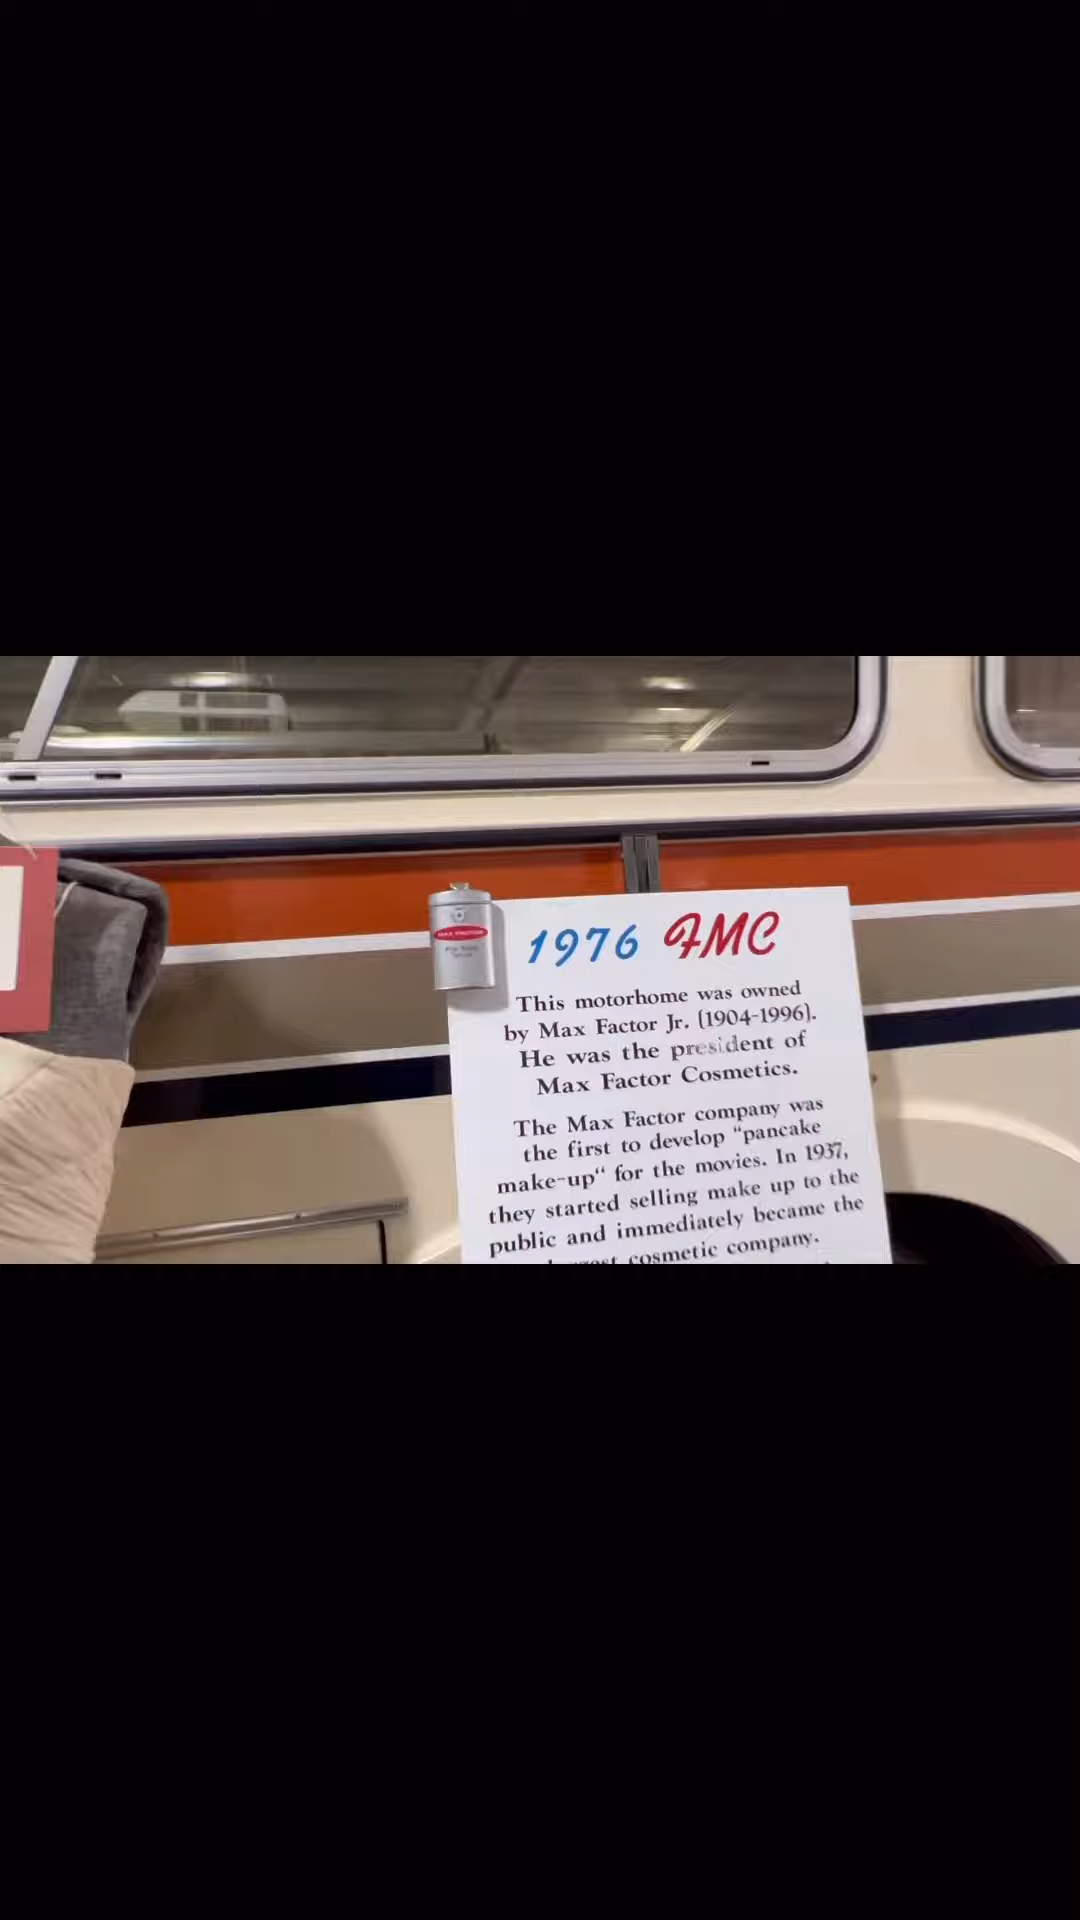 1976 FMC
MAX FACTOR
This motorhome was owned
by Max Factor Jr. (1904-1996).
He was the president of
Max Factor Cosmetics.
The Max Factor company was
the first to develop "pancake
make-up" for the movies. In 1937,
they started selling make up to the
public and immediately became the
cosmetic company.